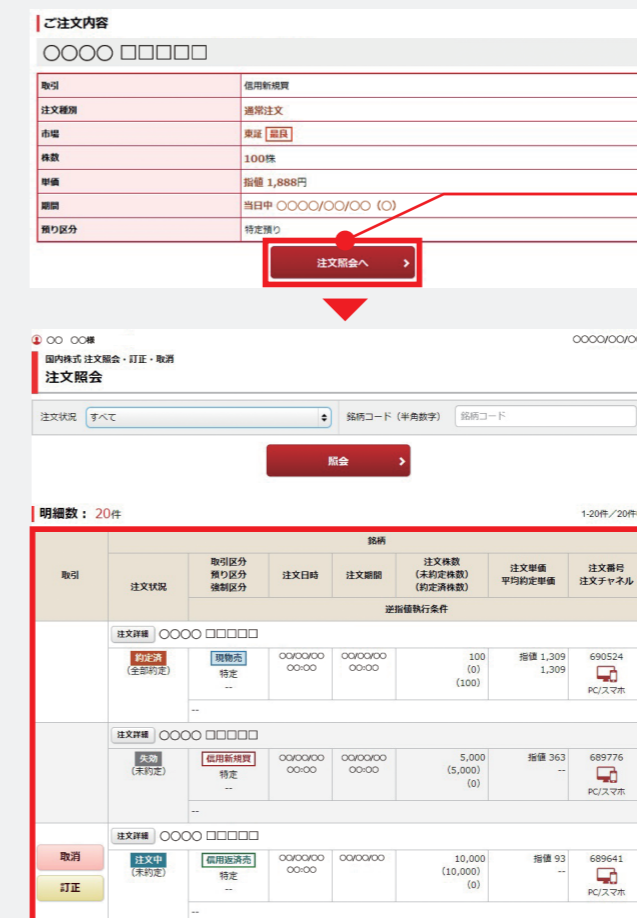 ご注文内容
○○○○ □□□□□
取引 信用新規買
注文種別 通常注文
市場 東証 最良
株数 100株
単価 指値 1,888円
期間 当日中 ○○○○/○○/○○ (○)
預り区分 特定預り
注文照会へ
○○ ○○様 ○○○○/○○/○○
国内株式 注文照会・訂正・取消
注文照会
注文状況 すべて 銘柄コード（半角数字） 銘柄コード
照会
明細数： 20件 1-20件／20件
銘柄
取引 注文状況 取引区分 預り区分 強制区分 注文日時 注文期間 注文株数 (未約定株数) (約定済株数) 注文単価 平均約定単価 注文番号 注文チャネル
逆指値執行条件
注文詳細 ○○○○ □□□□□
約定済 現物売 ○○/○○/○○ ○○/○○/○○ 100 指値 1,309 690524
(全部約定) 特定 ○○:○○ ○○:○○ (0) 1,309
-- (100) PC/スマホ
--
注文詳細 ○○○○ □□□□□
失効 信用新規買 ○○/○○/○○ ○○/○○/○○ 5,000 指値 363 689776
(未約定) 特定 ○○:○○ ○○:○○ (5,000) --
-- (0) PC/スマホ
--
注文詳細 ○○○○ □□□□□
取消 注文中 信用返済売 ○○/○○/○○ ○○/○○/○○ 10,000 指値 93 689641
訂正 (未約定) 特定 ○○:○○ (10,000) --
-- (0) PC/スマホ
--